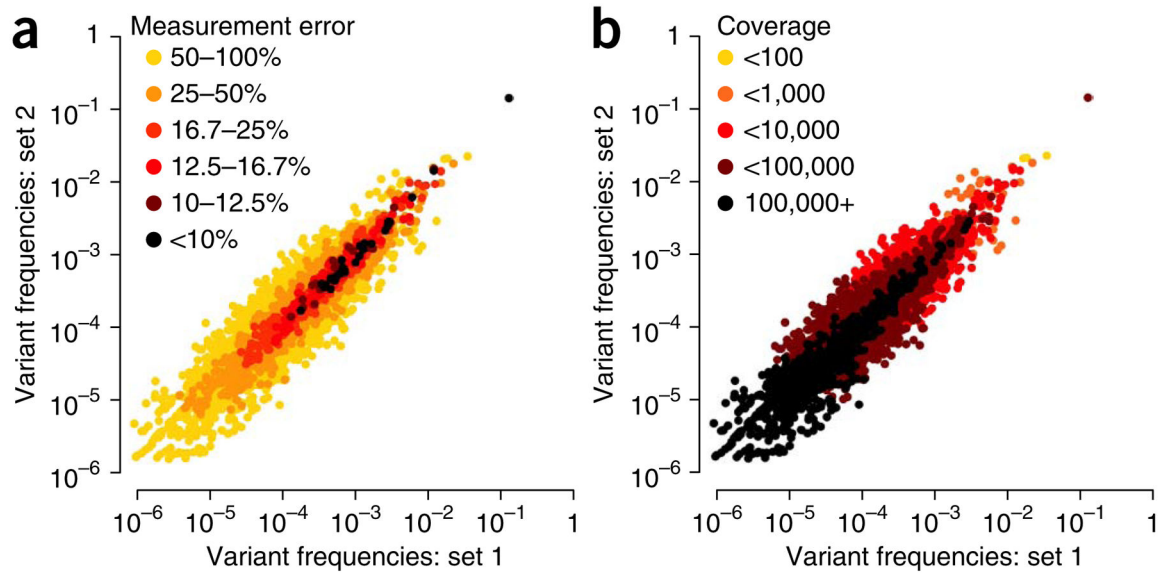 a
Measurement error
50–100%
25–50%
16.7–25%
12.5–16.7%
10–12.5%
<10%
Variant frequencies: set 2
1
10⁻¹
10⁻²
10⁻³
10⁻⁴
10⁻⁵
10⁻⁶
10⁻⁶ 10⁻⁵ 10⁻⁴ 10⁻³ 10⁻² 10⁻¹ 1
Variant frequencies: set 1
b
Coverage
<100
<1,000
<10,000
<100,000
100,000+
Variant frequencies: set 2
1
10⁻¹
10⁻²
10⁻³
10⁻⁴
10⁻⁵
10⁻⁶
10⁻⁶ 10⁻⁵ 10⁻⁴ 10⁻³ 10⁻² 10⁻¹ 1
Variant frequencies: set 1